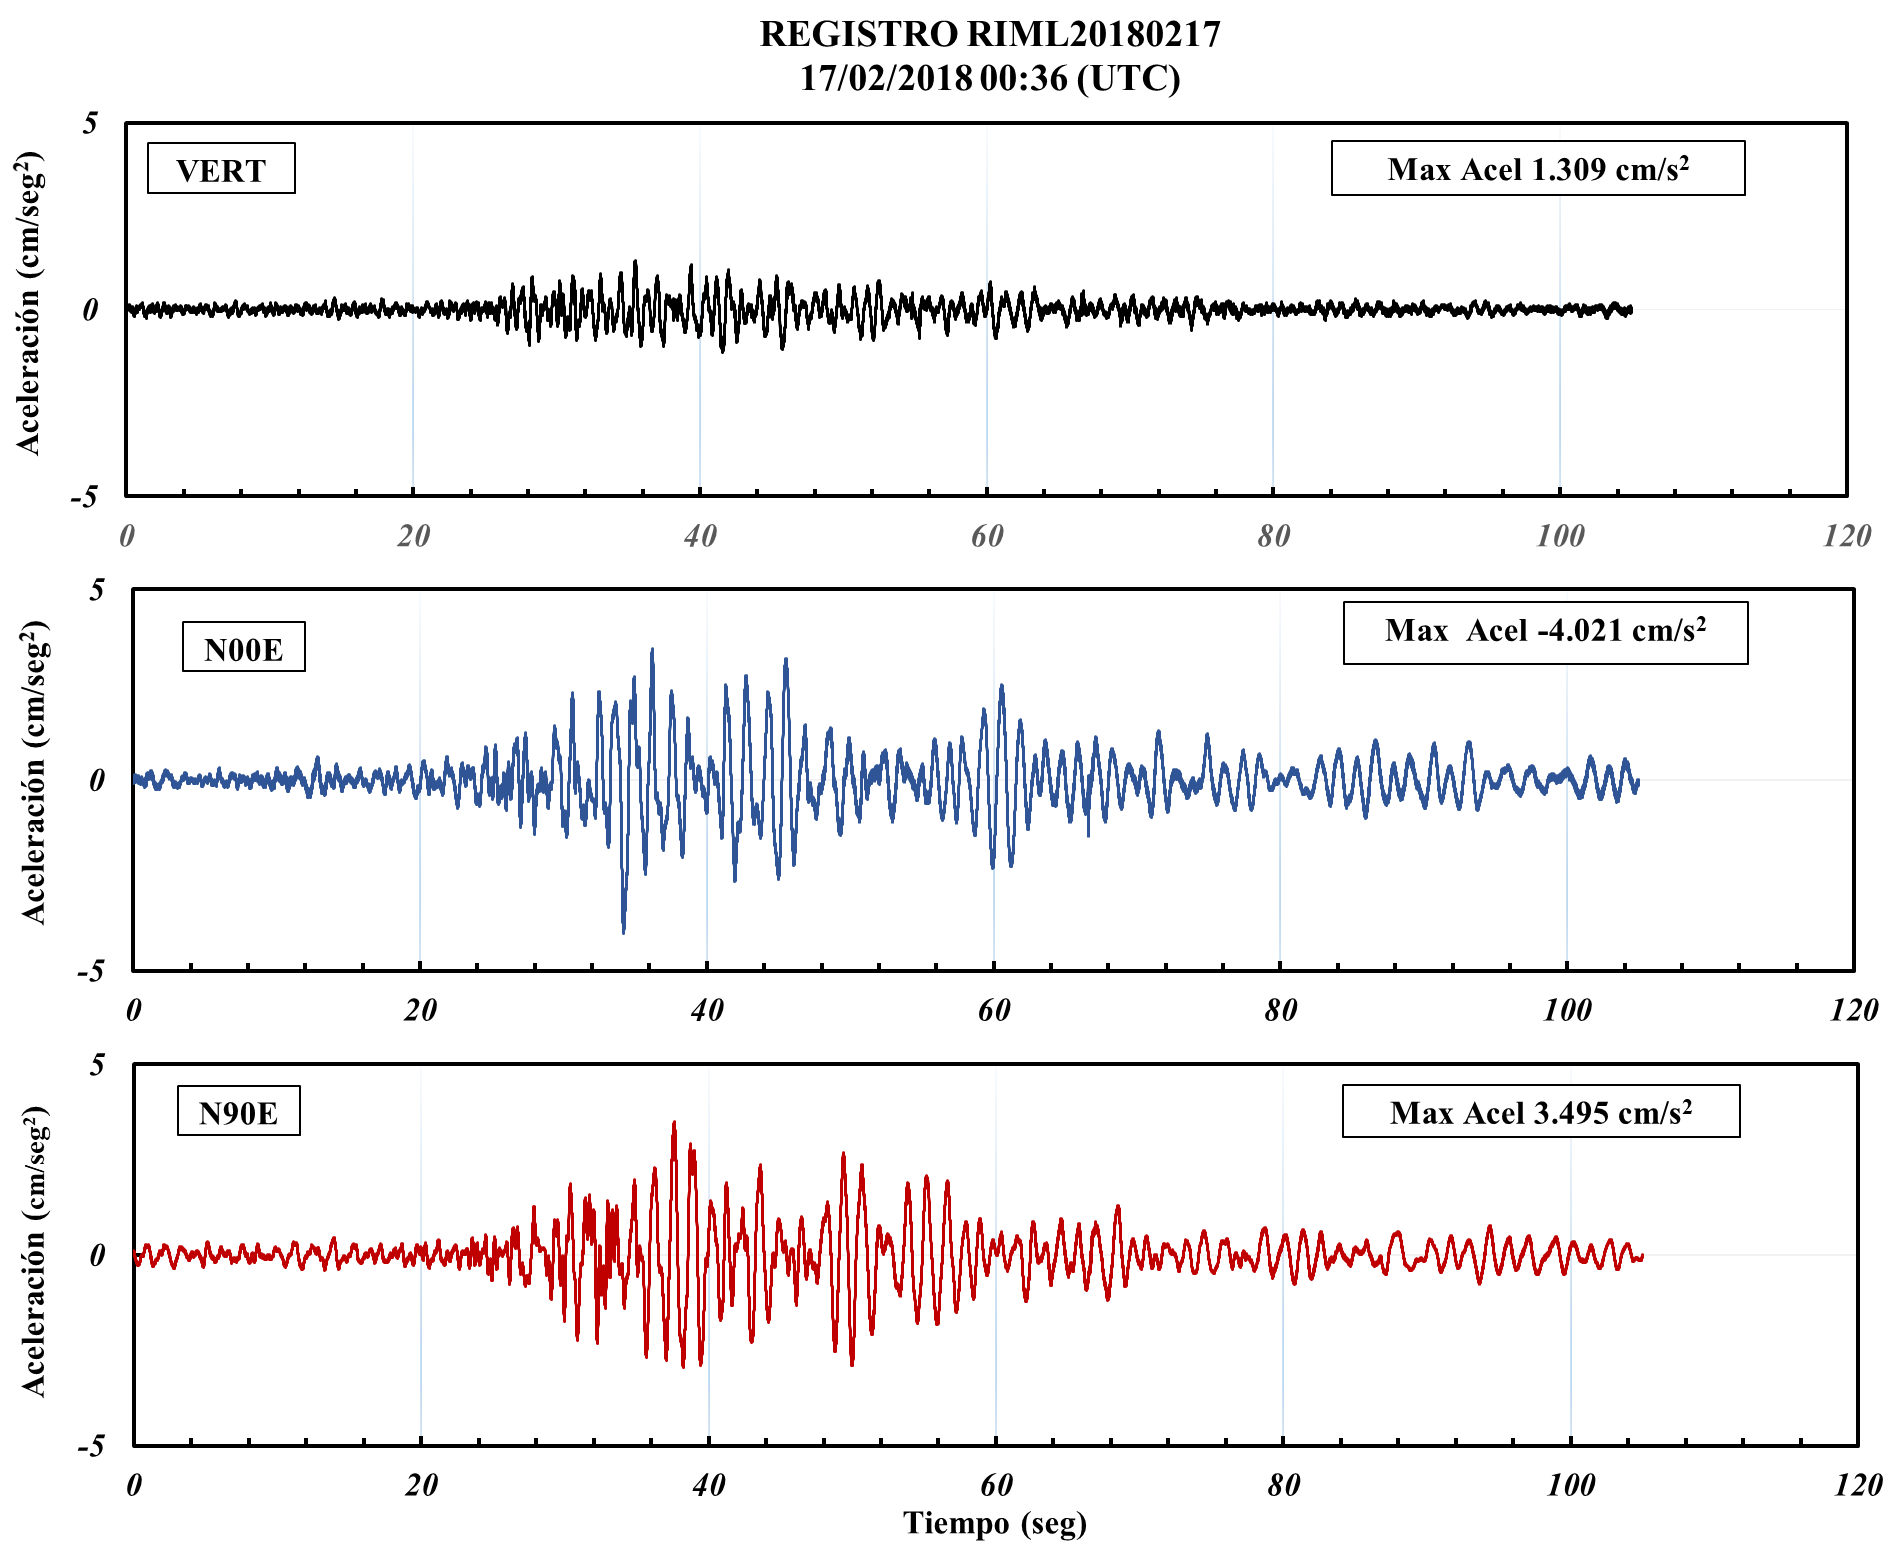 REGISTRO RIML20180217
17/02/2018 00:36 (UTC)
5
VERT
Max Acel 1.309 cm/s²
Aceleración (cm/seg²)
0
-5
0 20 40 60 80 100 120
5
N00E
Max Acel -4.021 cm/s²
Aceleración (cm/seg²)
0
-5
0 20 40 60 80 100 120
5
N90E
Max Acel 3.495 cm/s²
Aceleración (cm/seg²)
0
-5
0 20 40 60 80 100 120
Tiempo (seg)